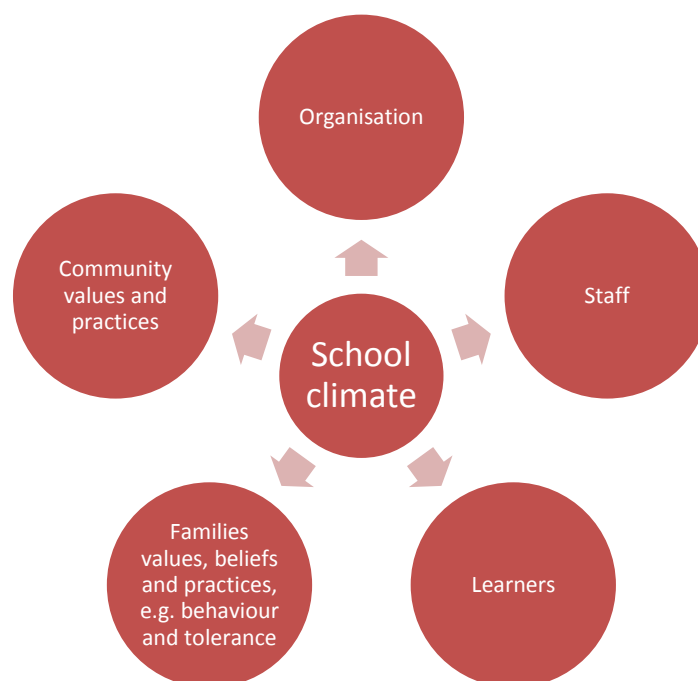 Organisation
Community
values and
practices
Staff
School
climate
Families
values, beliefs
and practices,
e.g. behaviour
and tolerance
Learners